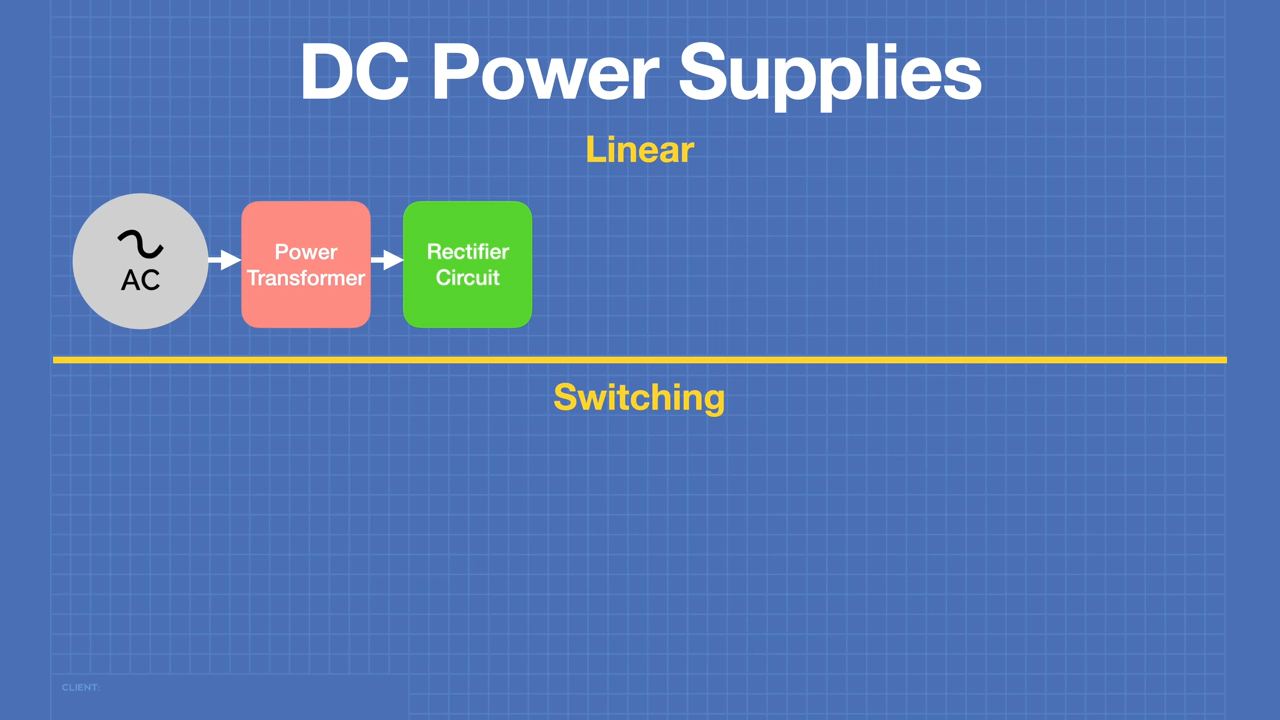 DC Power Supplies
Linear
AC
Power
Transformer
Rectifier
Circuit
Switching
CLIENT: